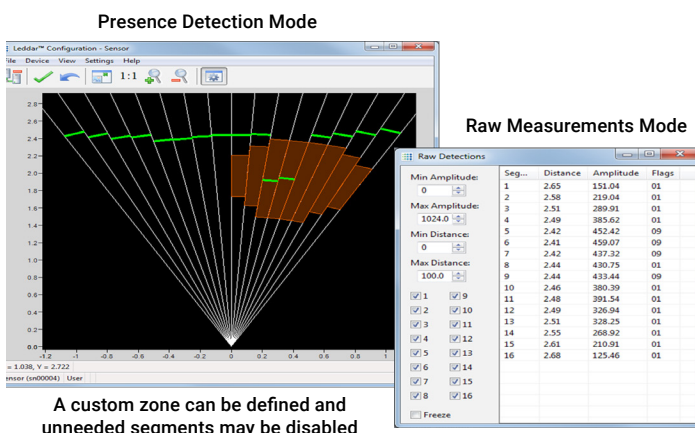 Presence Detection Mode
Leddar™ Configuration - Sensor
File Device View Settings Help
1:1
2.8
2.6
2.4
2.2
2.0
1.8
1.6
1.4
1.2
1.0
0.8
0.6
0.4
0.2
0.0
-1.2 -1 -0.8 -0.6 -0.4 -0.2 0 0.2 0.4 0.6 0.8 1
= 1.038, Y = 2.722
ensor (sn00004) User
A custom zone can be defined and
unneeded segments may be disabled
Raw Measurements Mode
Raw Detections
Min Amplitude:
0
Max Amplitude:
1024.0
Min Distance:
0
Max Distance:
100.0
1 9
2 10
3 11
4 12
5 13
6 14
7 15
8 16
Freeze
Seg... Distance Amplitude Flags
1 2.65 151.04 01
2 2.58 219.04 01
3 2.51 289.91 01
4 2.49 385.62 01
5 2.42 452.42 09
6 2.41 459.07 09
7 2.42 437.32 09
8 2.44 430.75 01
9 2.44 433.44 09
10 2.46 380.39 01
11 2.48 391.54 01
12 2.49 326.94 01
13 2.51 328.25 01
14 2.55 268.92 01
15 2.61 210.91 01
16 2.68 125.46 01